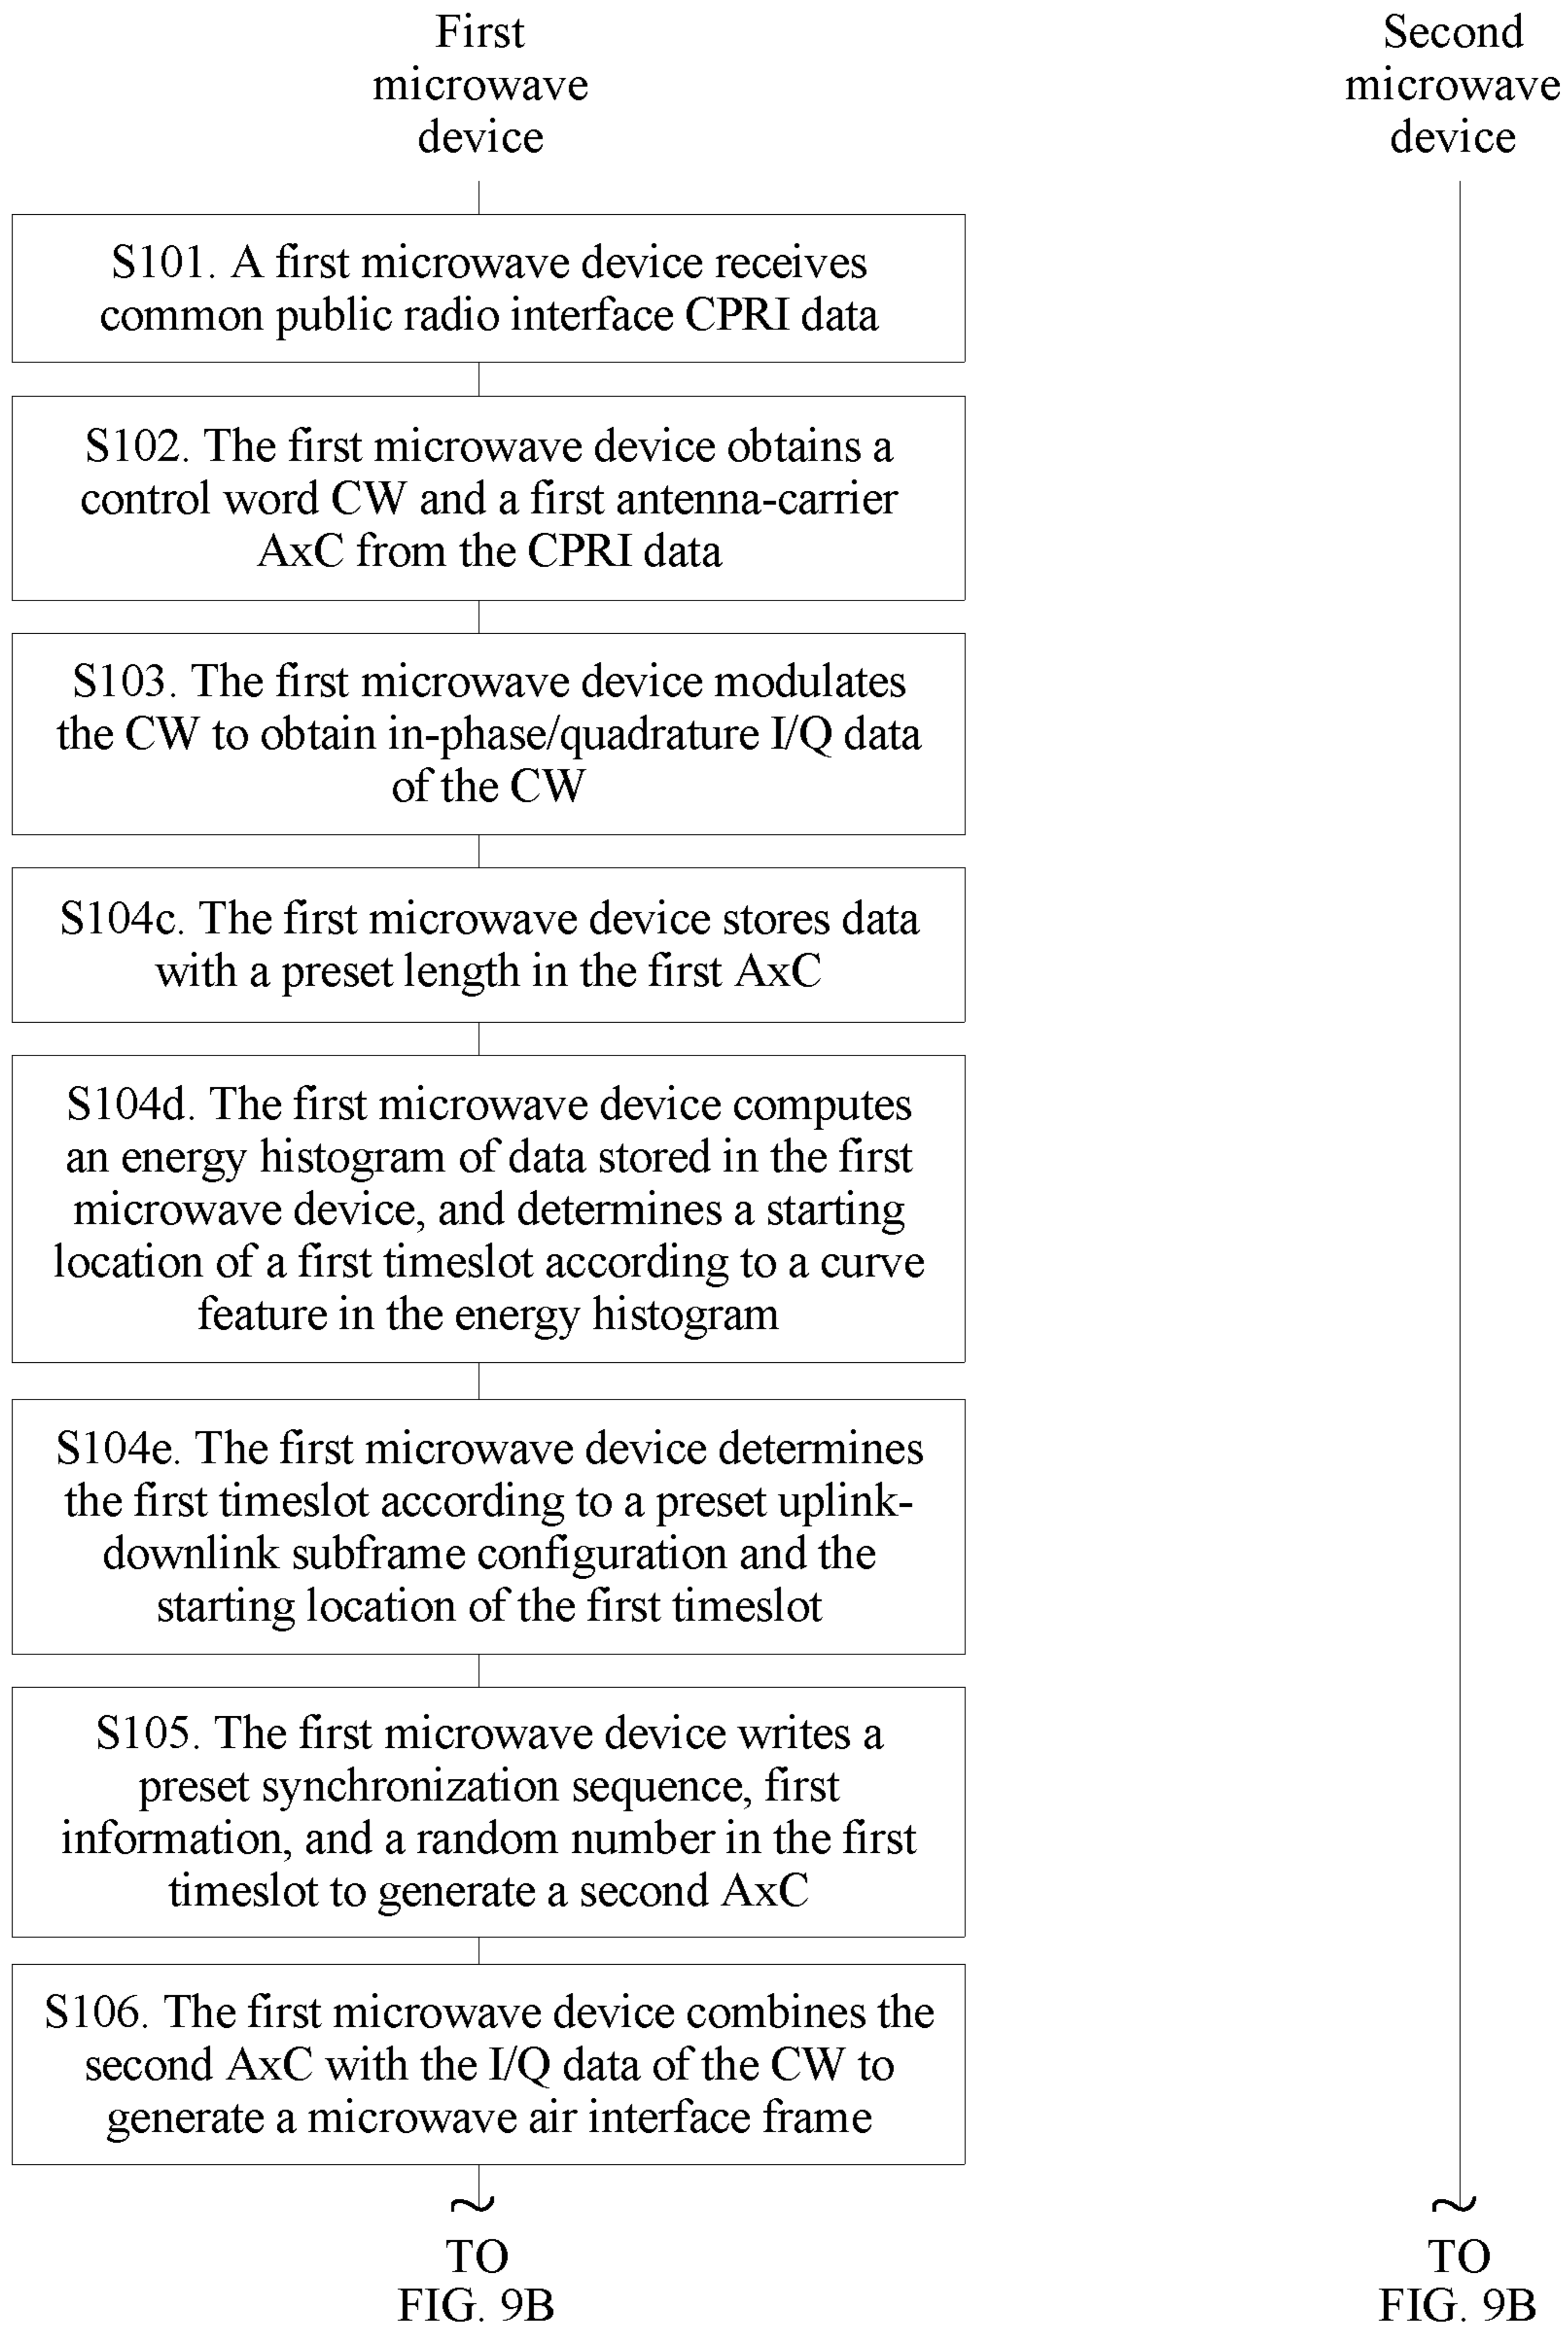 First
microwave
device
Second
microwave
device
S101. A first microwave device receives
common public radio interface CPRI data
S102. The first microwave device obtains a
control word CW and a first antenna-carrier
AxC from the CPRI data
S103. The first microwave device modulates
the CW to obtain in-phase/quadrature I/Q data
of the CW
S104c. The first microwave device stores data
with a preset length in the first AxC
S104d. The first microwave device computes
an energy histogram of data stored in the first
microwave device, and determines a starting
location of a first timeslot according to a curve
feature in the energy histogram
S104e. The first microwave device determines
the first timeslot according to a preset uplink-
downlink subframe configuration and the
starting location of the first timeslot
S105. The first microwave device writes a
preset synchronization sequence, first
information, and a random number in the first
timeslot to generate a second AxC
S106. The first microwave device combines the
second AxC with the I/Q data of the CW to
generate a microwave air interface frame
TO
FIG. 9B
TO
FIG. 9B